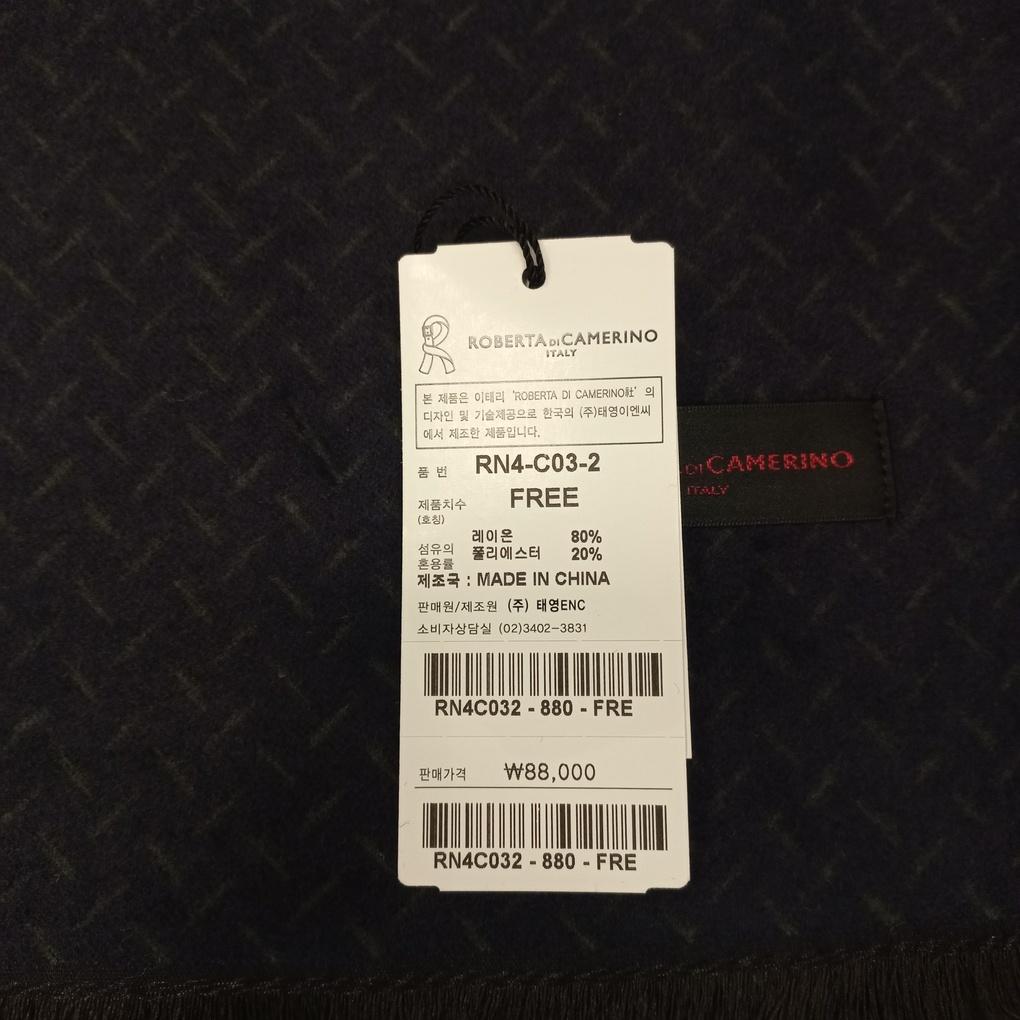 ROBERTA DI CAMERINO
ITALY
본 제품은 이태리 'ROBERTA DI CAMERINO社' 의
디자인 및 기술제공으로 한국의 (주)태영이엔씨
에서 제조한 제품입니다.
품 번 RN4-C03-2
제품치수 FREE
(호칭)
레이온 80%
섬유의 폴리에스터 20%
혼용률
제조국 : MADE IN CHINA
판매원/제조원 (주) 태영ENC
소비자상담실 (02)3402-3831
RN4C032 - 880 - FRE
판매가격 ₩88,000
RN4C032 - 880 - FRE
DI CAMERINO
ITALY